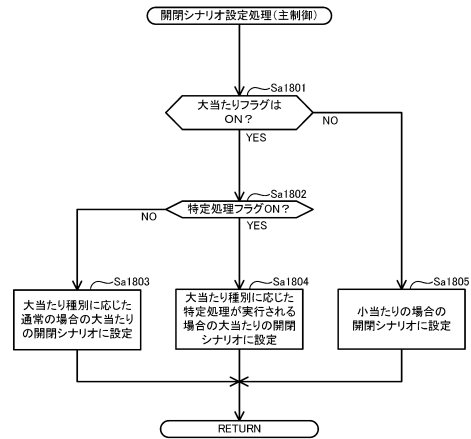 開閉シナリオ設定処理(主制御)
Sa1801
大当たりフラグは
ON?
NO
YES
Sa1802
特定処理フラグON?
NO
YES
Sa1803
大当たり種別に応じた
通常の場合の大当たり
の開閉シナリオに設定
Sa1804
大当たり種別に応じた
特定処理が実行される
場合の大当たりの開閉
シナリオに設定
Sa1805
小当たりの場合の
開閉シナリオに設定
RETURN